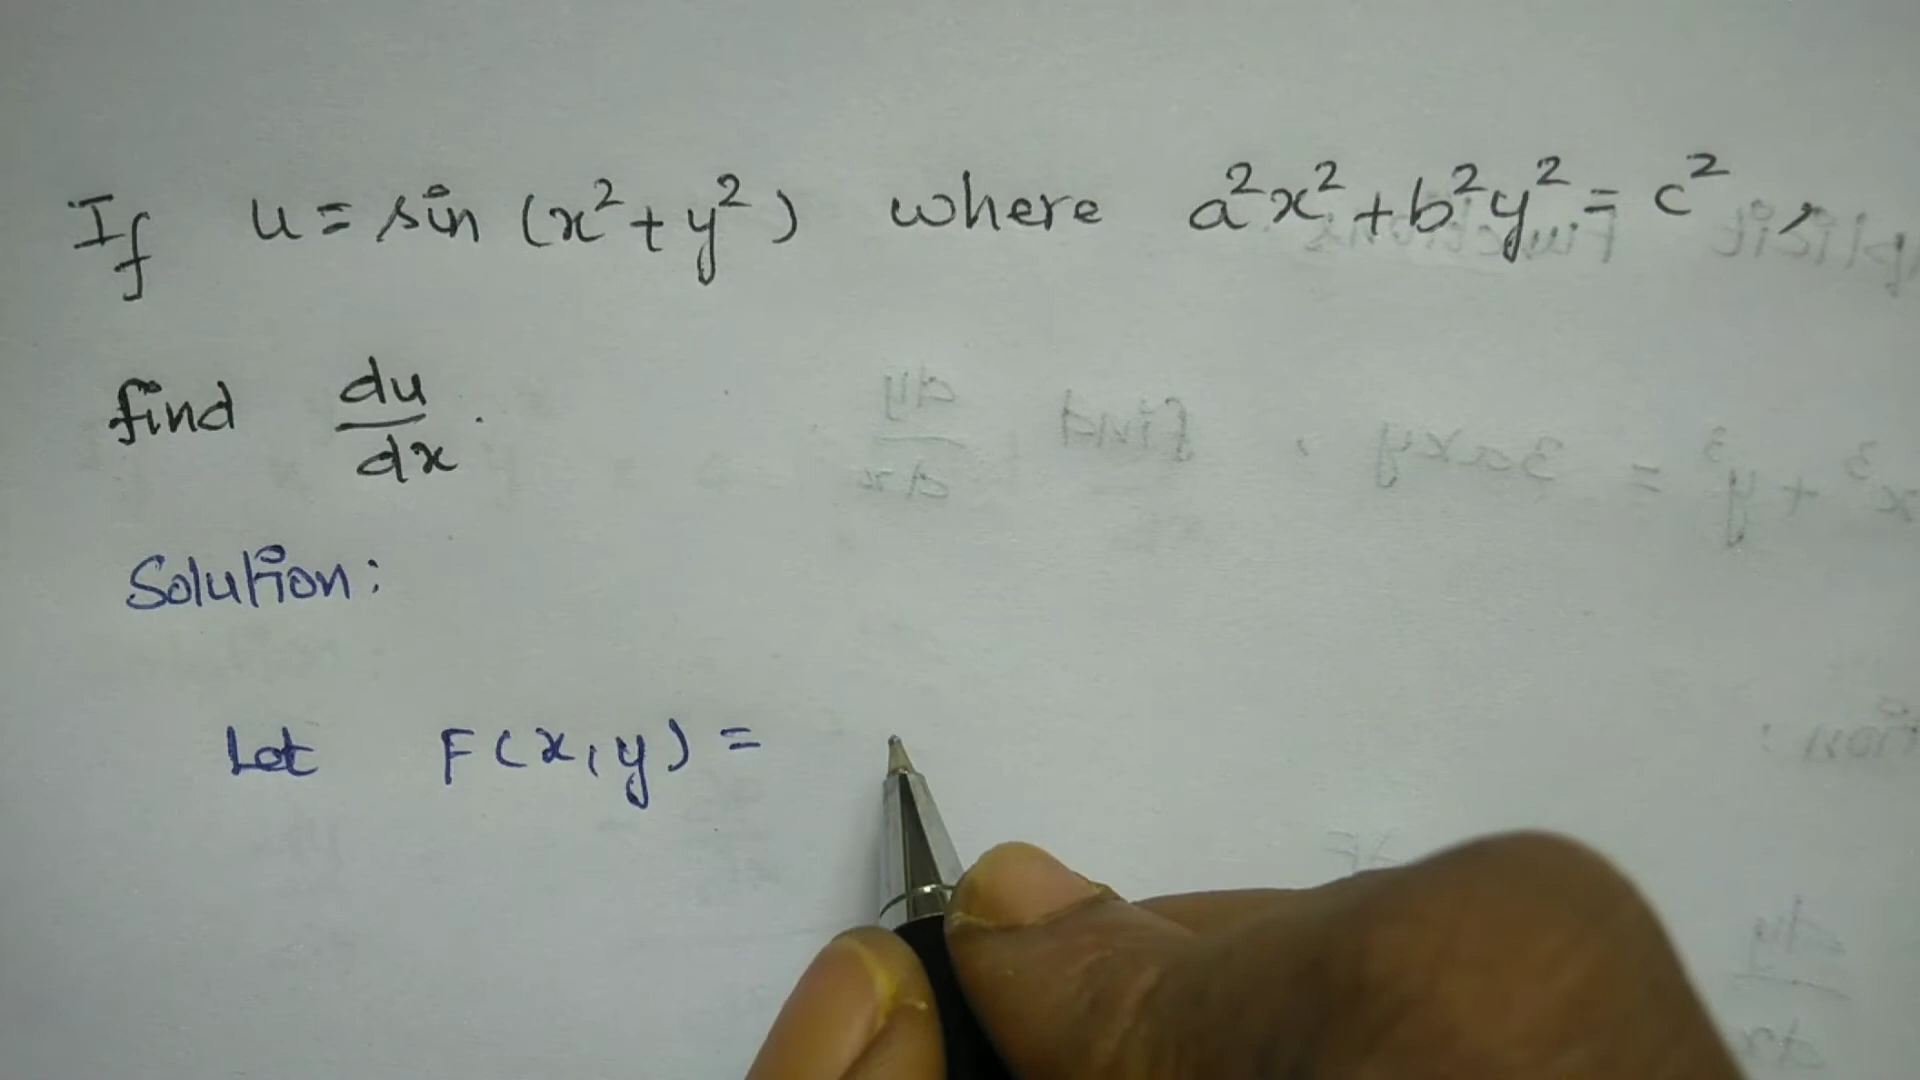 If u = sin (x² + y²) where a²x² + b²y² = c²,
find du/dx.
Solution:
Let F(x, y) =